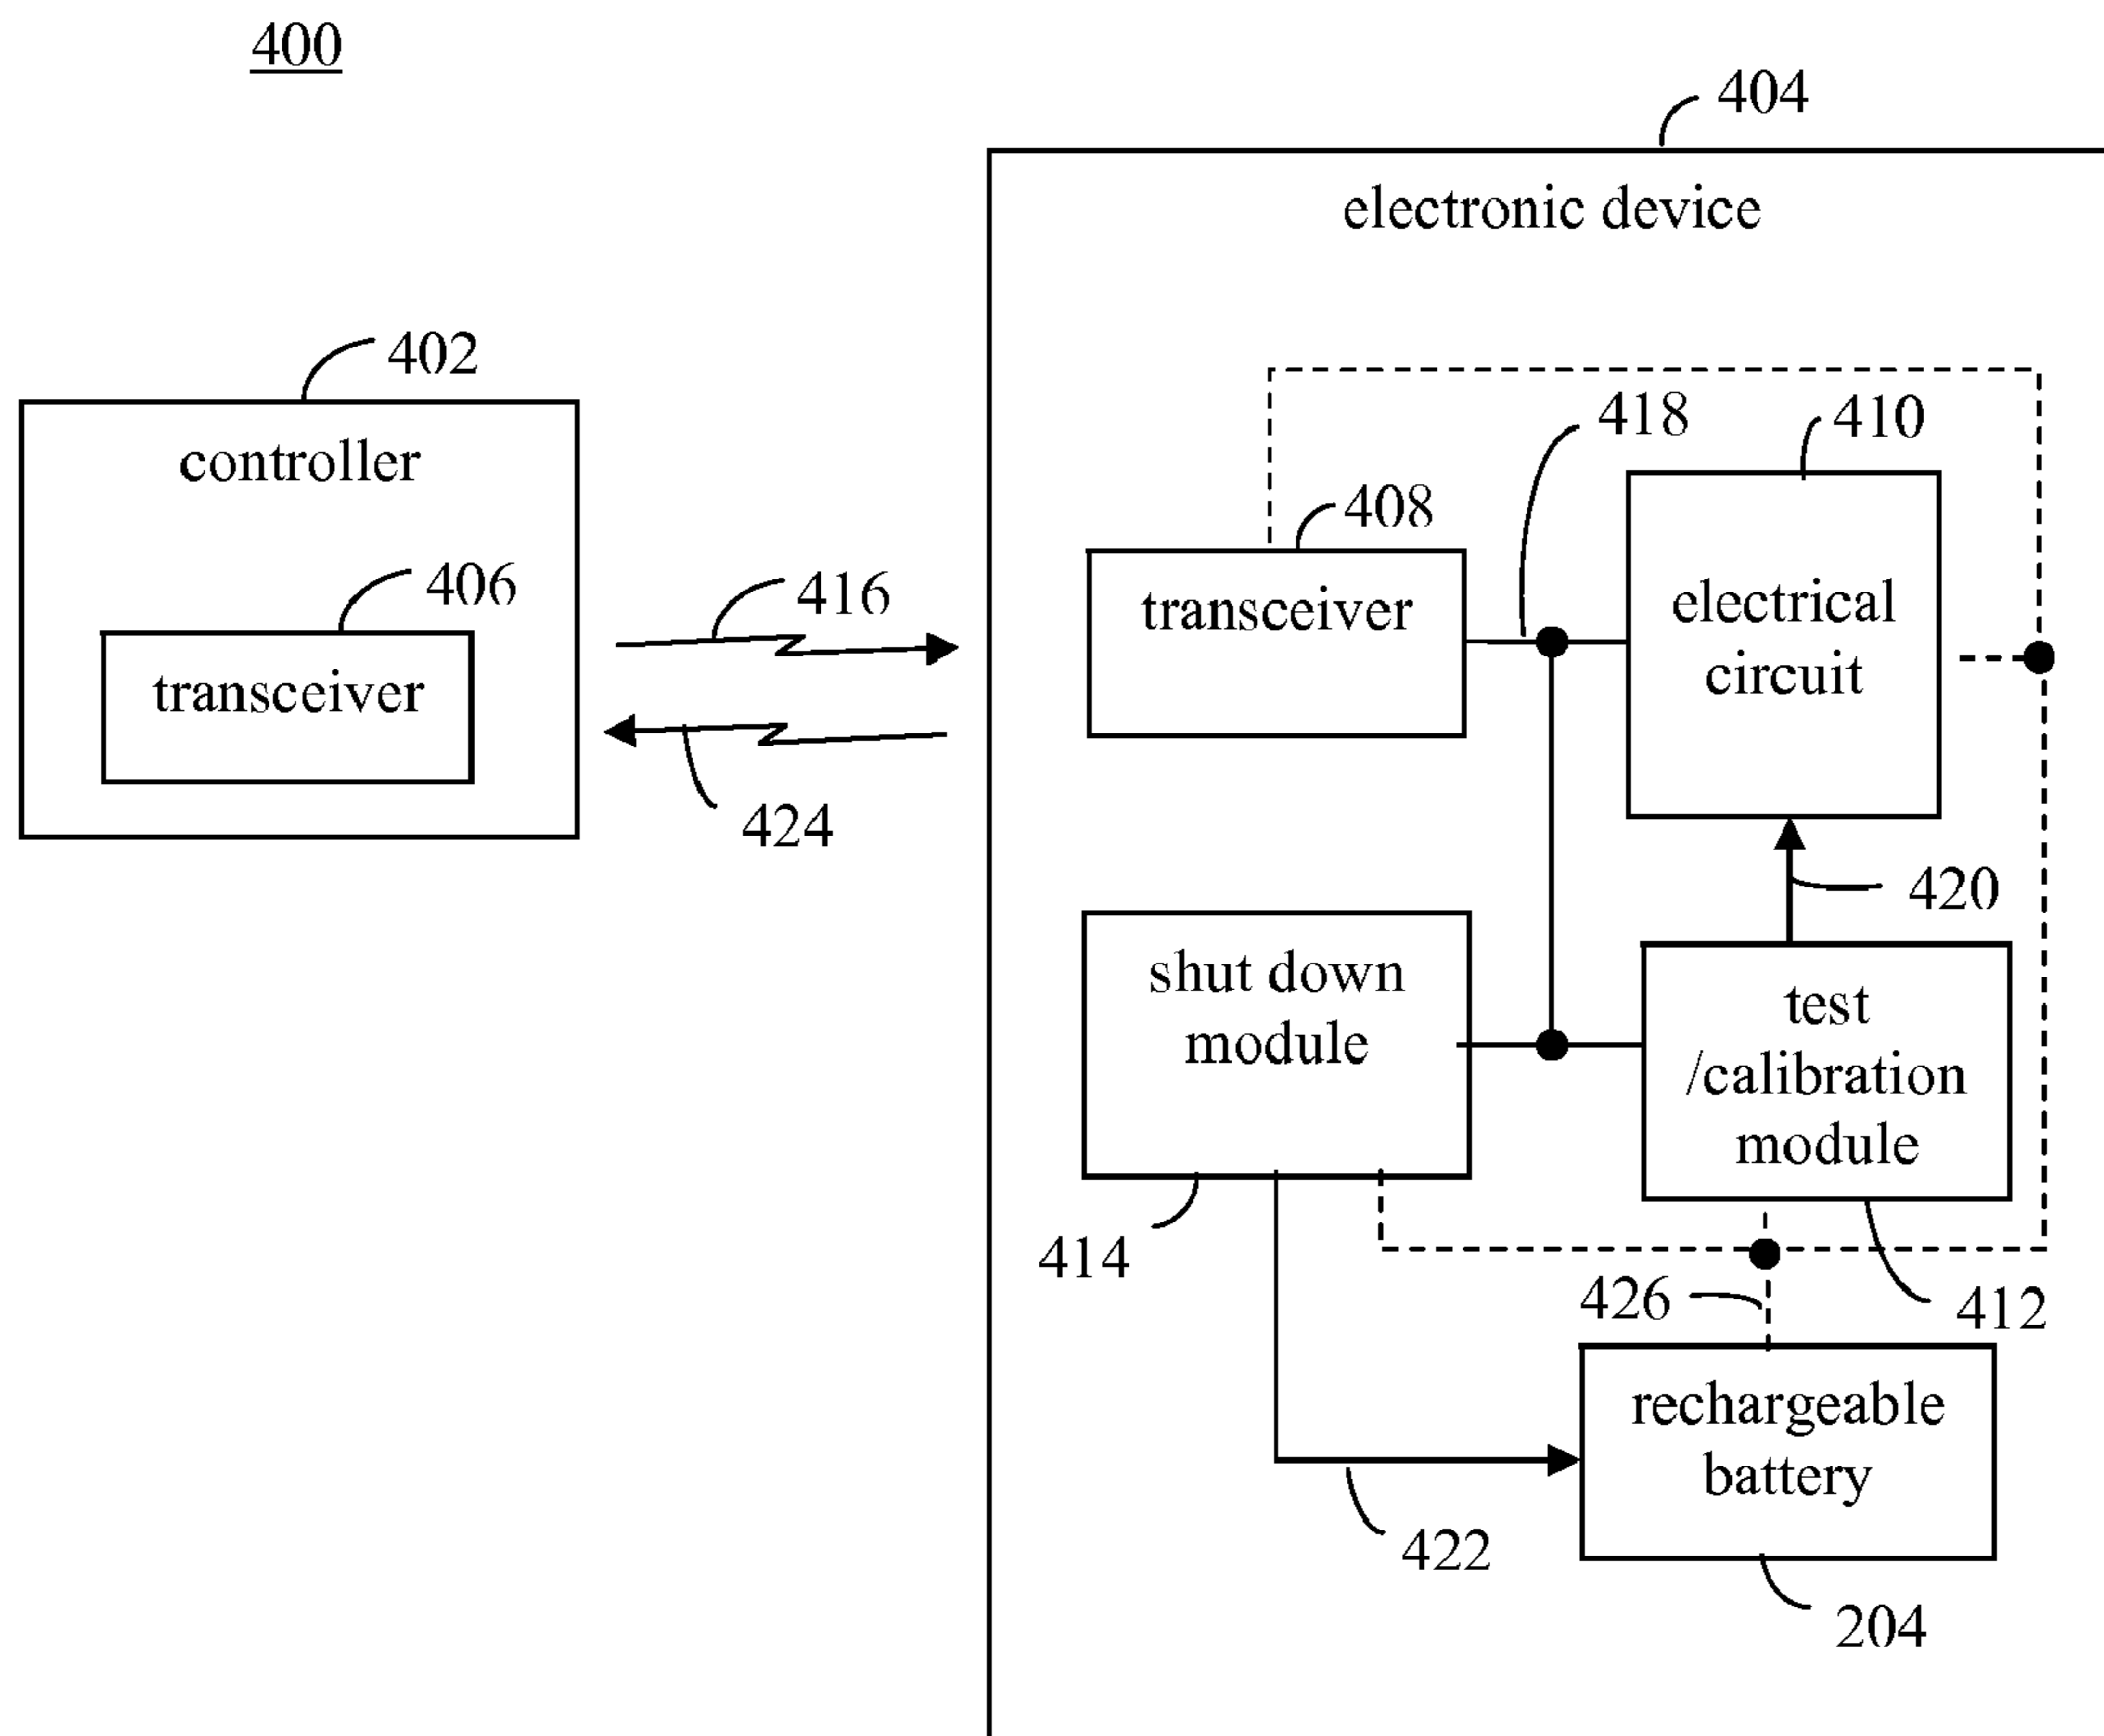 400
404
electronic device
402
controller
418
410
408
406
416
transceiver
electrical
circuit
transceiver
424
420
shut down
module
test
/calibration
module
414
426
412
rechargeable
battery
422
204